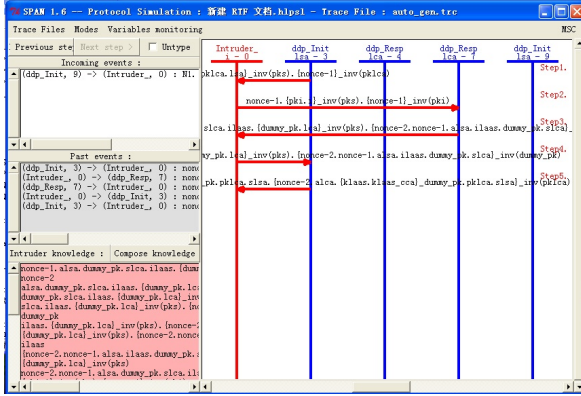 SPAN 1.6 -- Protocol Simulation : 新建 RTF 文档.hlpsl - Trace File : auto_gen.trc
Trace Files Modes Variables monitoring MSC
Previous ste Next step > Untype
Incoming events :
(ddp_Init, 9) -> (Intruder_, 0) : N1.
Past events :
(ddp_Init, 3) -> (Intruder_, 0) : nonc
(Intruder_, 0) -> (ddp_Resp, 7) : nonc
(ddp_Resp, 7) -> (Intruder_, 0) : nonc
(Intruder_, 0) -> (ddp_Init, 3) : nonc
(ddp_Init, 3) -> (Intruder_, 0) : nonc
Intruder knowledge : Compose knowledge
nonce-1.alsa.dummy_pk.slca.ilaas.{dumm
nonce-2
alsa.dummy_pk.slca.ilaas.{dummy_pk.lca
dummy_pk.slca.ilaas.{dummy_pk.lca}_inv
slca.ilaas.{dummy_pk.lca}_inv(pks).{no
dummy_pk
ilaas.{dummy_pk.lca}_inv(pks).{nonce-2
{dummy_pk.lca}_inv(pks).{nonce-2.nonce
ilaas
{nonce-2.nonce-1.alsa.ilaas.dummy_pk.s
{dummy_pk.lca}_inv(pks)
nonce-2.nonce-1.alsa.dummy_pk.slca.ila
Intruder_ ddp_Init ddp_Resp ddp_Resp ddp_Init
i - 0 lsa - 3 lca - 4 lca - 7 lsa - 9
Step1.
pklca.lsa}_inv(pks).{nonce-1}_inv(pklca)
Step2.
nonce-1.{pki.i}_inv(pks).{nonce-1}_inv(pki)
Step3.
slca.ilaas.{dummy_pk.lca}_inv(pks).{nonce-2.nonce-1.alsa.ilaas.dummy_pk.slca}_
Step4.
my_pk.lca}_inv(pks).{nonce-2.nonce-1.alsa.ilaas.dummy_pk.slca}_inv(dummy_pk)
Step5.
_pk.pklca.slsa.{nonce-2.alca.{klaas.klaas_cca}_dummy_pk.pklca.slsa}_inv(pklca)